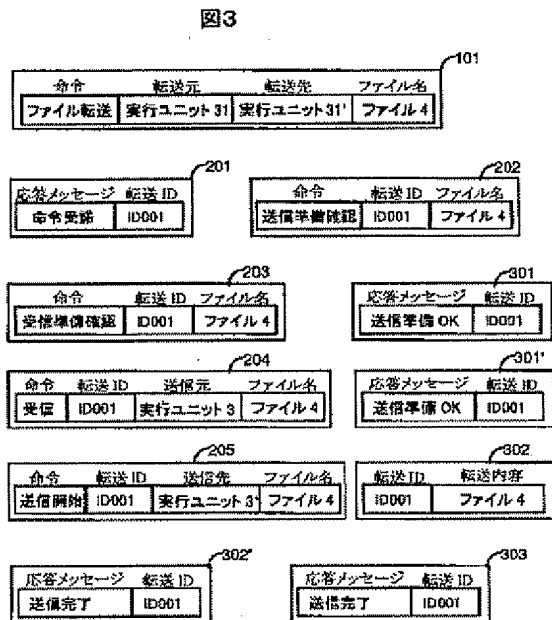 図3
101
命令 転送元 転送先 ファイル名
ファイル転送 実行ユニット31 実行ユニット31' ファイル4
201
応答メッセージ 転送ID
命令受諾 ID001
202
命令 転送ID ファイル名
送信準備確認 ID001 ファイル4
203
命令 転送ID ファイル名
受信準備確認 ID001 ファイル4
301
応答メッセージ 転送ID
送信準備OK ID001
204
命令 転送ID 送信元 ファイル名
受信 ID001 実行ユニット3 ファイル4
301'
応答メッセージ 転送ID
送信準備OK ID001
205
命令 転送ID 送信先 ファイル名
送信開始 ID001 実行ユニット3' ファイル4
302
転送ID 転送内容
ID001 ファイル4
302'
応答メッセージ 転送ID
送信完了 ID001
303
応答メッセージ 転送ID
送信完了 ID001